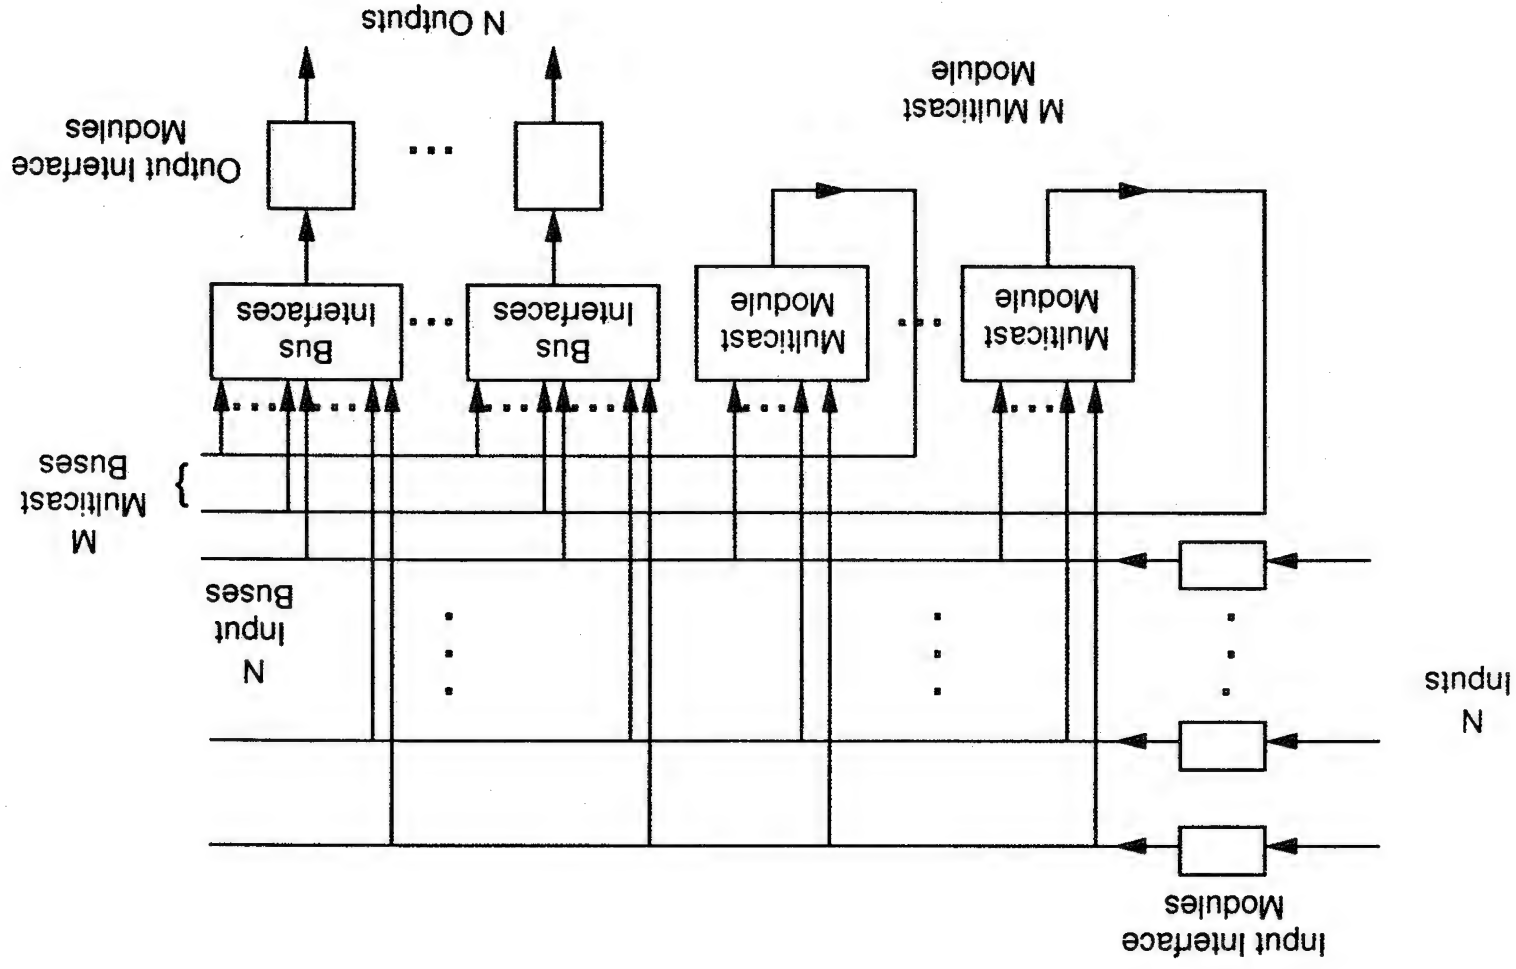 Input Interface
Modules
N
Inputs
N
Input
Buses
M
Multicast
Buses
{
Multicast
Module
Multicast
Module
Bus
Interfaces
Bus
Interfaces
M Multicast
Module
Output Interface
Modules
N Outputs